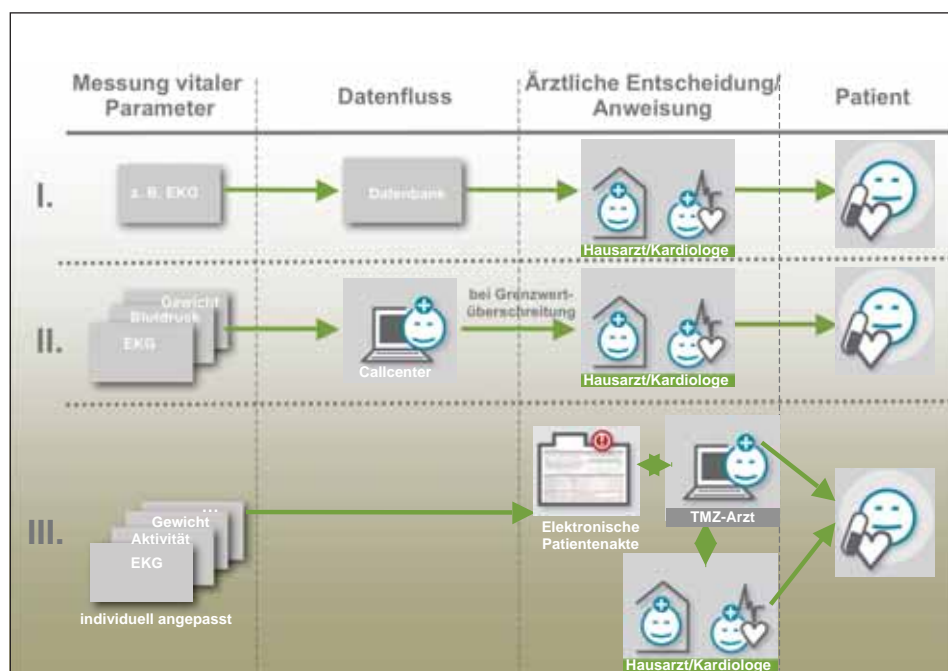 Messung vitaler
Parameter
Datenfluss
Ärztliche Entscheidung/
Anweisung
Patient
I.
z. B. EKG
Datenbank
Hausarzt/Kardiologe
II.
Gewicht
Blutdruck
EKG
Callcenter
bei Grenzwert-
überschreitung
Hausarzt/Kardiologe
III.
...
Gewicht
Aktivität
EKG
individuell angepasst
Elektronische
Patientenakte
TMZ-Arzt
Hausarzt/Kardiologe